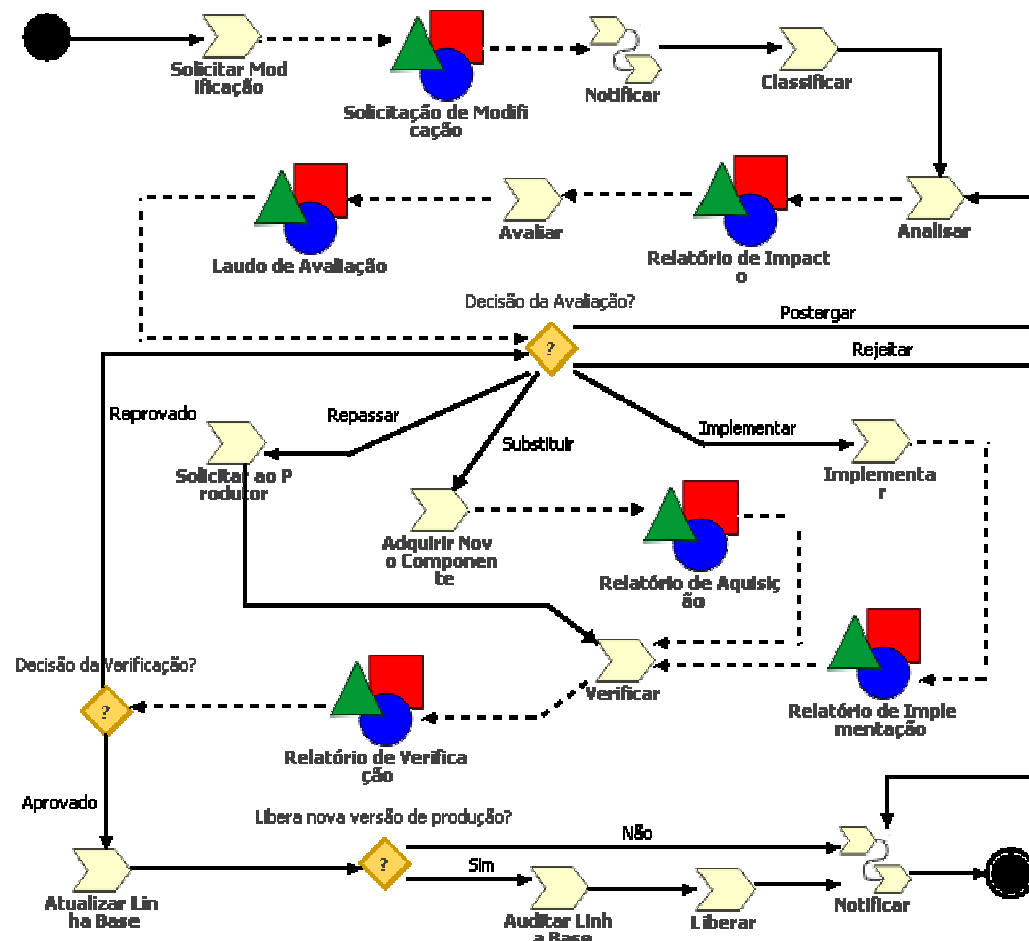 Solicitar Mod
ificação
Solicitação de Modifi
cação
Notificar
Classificar
Laudo de Avaliação
Avaliar
Relatório de Impact
o
Analisar
Decisão da Avaliação?
?
Postergar
Rejeitar
Reprovado
Repassar
Substituir
Implementar
Solicitar ao P
rodutor
Implementa
r
Adquirir Nov
o Componen
te
Relatório de Aquisiç
ão
Decisão da Verificação?
?
Verificar
Relatório de Verifica
ção
Relatório de Imple
mentação
Aprovado
Libera nova versão de produção?
?
Não
Sim
Atualizar Lin
ha Base
Auditar Linh
a Base
Liberar
Notificar